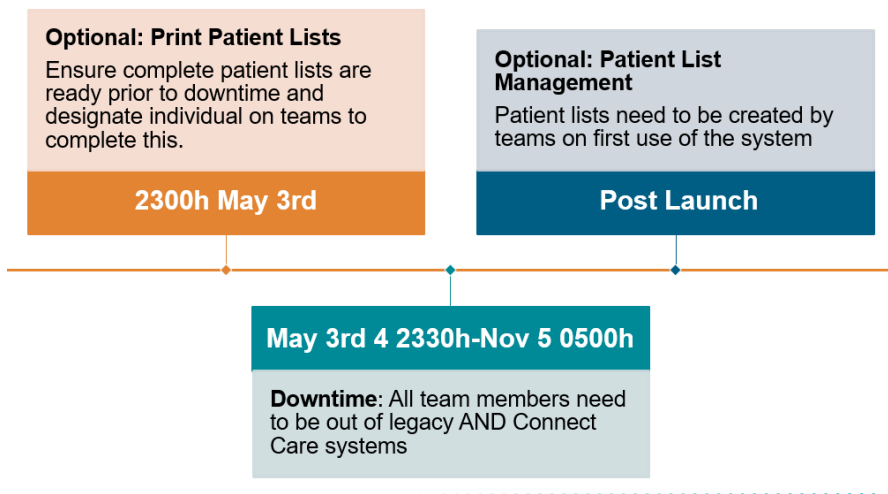 Optional: Print Patient Lists
Ensure complete patient lists are
ready prior to downtime and
designate individual on teams to
complete this.
2300h May 3rd
Optional: Patient List
Management
Patient lists need to be created by
teams on first use of the system
Post Launch
May 3rd 4 2330h-Nov 5 0500h
Downtime: All team members need
to be out of legacy AND Connect
Care systems